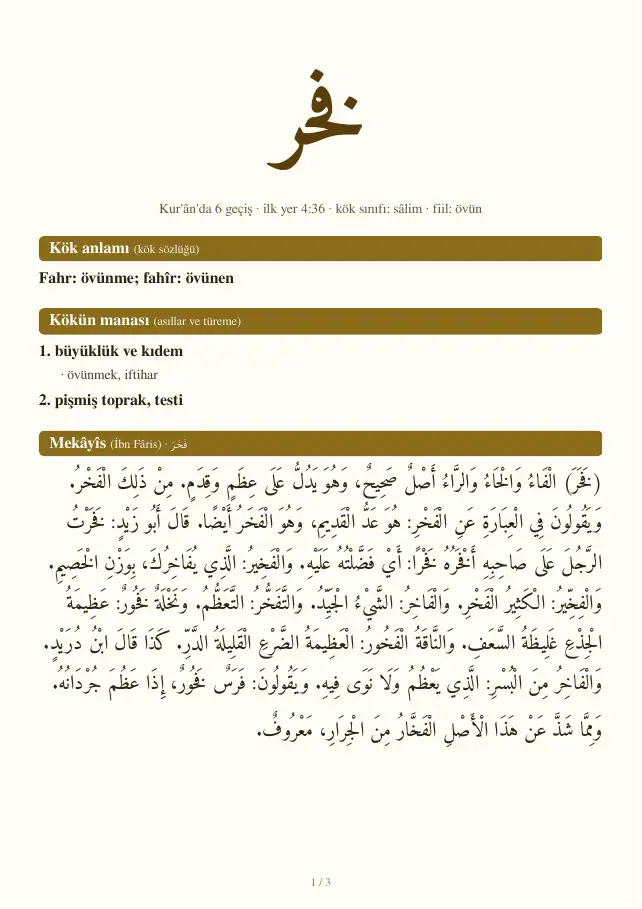 فخر
Kur'ân'da 6 geçiş · ilk yer 4:36 · kök sınıfı: sâlim · fiil: övün
Kök anlamı (kök sözlüğü)
Fahr: övünme; fahîr: övünen
Kökün manası (asıllar ve türeme)
1. büyüklük ve kıdem
· övünmek, iftihar
2. pişmiş toprak, testi
Mekâyîs (İbn Fâris) · فَخَرَ
(فَخَرَ) الْفَاءُ وَالْخَاءُ وَالرَّاءُ أَصْلٌ صَحِيحٌ، وَهُوَ يَدُلُّ عَلَى عِظَمٍ وَقِدَمٍ. مِنْ ذَلِكَ الْفَخْرُ.
وَيَقُولُونَ فِي الْعِبَارَةِ عَنِ الْفَخْرِ: هُوَ عَدُّ الْقَدِيمِ، وَهُوَ الْفَخَرُ أَيْضًا. قَالَ أَبُو زَيْدٍ: فَخَرْتُ
الرَّجُلَ عَلَى صَاحِبِهِ أَفْخَرُهُ فَخْرًا: أَيْ فَضَّلْتُهُ عَلَيْهِ. وَالْفَخِيرُ: الَّذِي يُفَاخِرُكَ، بِوَزْنِ الْخَصِيمِ.
وَالْفِخِّيرُ: الْكَثِيرُ الْفَخْرِ. وَالْفَاخِرُ: الشَّيْءُ الْجَيِّدُ. وَالتَّفَخُّرُ: التَّعَظُّمُ. وَنَخْلَةٌ فَخُورٌ: عَظِيمَةُ
الْجِذْعِ غَلِيظَةُ السَّعَفِ. وَالنَّاقَةُ الْفَخُورُ: الْعَظِيمَةُ الضَّرْعِ الْقَلِيلَةُ الدَّرِّ. كَذَا قَالَ ابْنُ دُرَيْدٍ.
وَالْفَاخِرُ مِنَ الْبُسْرِ: الَّذِي يَعْظُمُ وَلَا نَوَى فِيهِ. وَيَقُولُونَ: فَرَسٌ فَخُورٌ، إِذَا عَظُمَ جُرْدَانُهُ.
وَمِمَّا شَذَّ عَنْ هَذَا الْأَصْلِ الْفَخَّارُ مِنَ الْجِرَارِ، مَعْرُوفٌ.
1 / 3